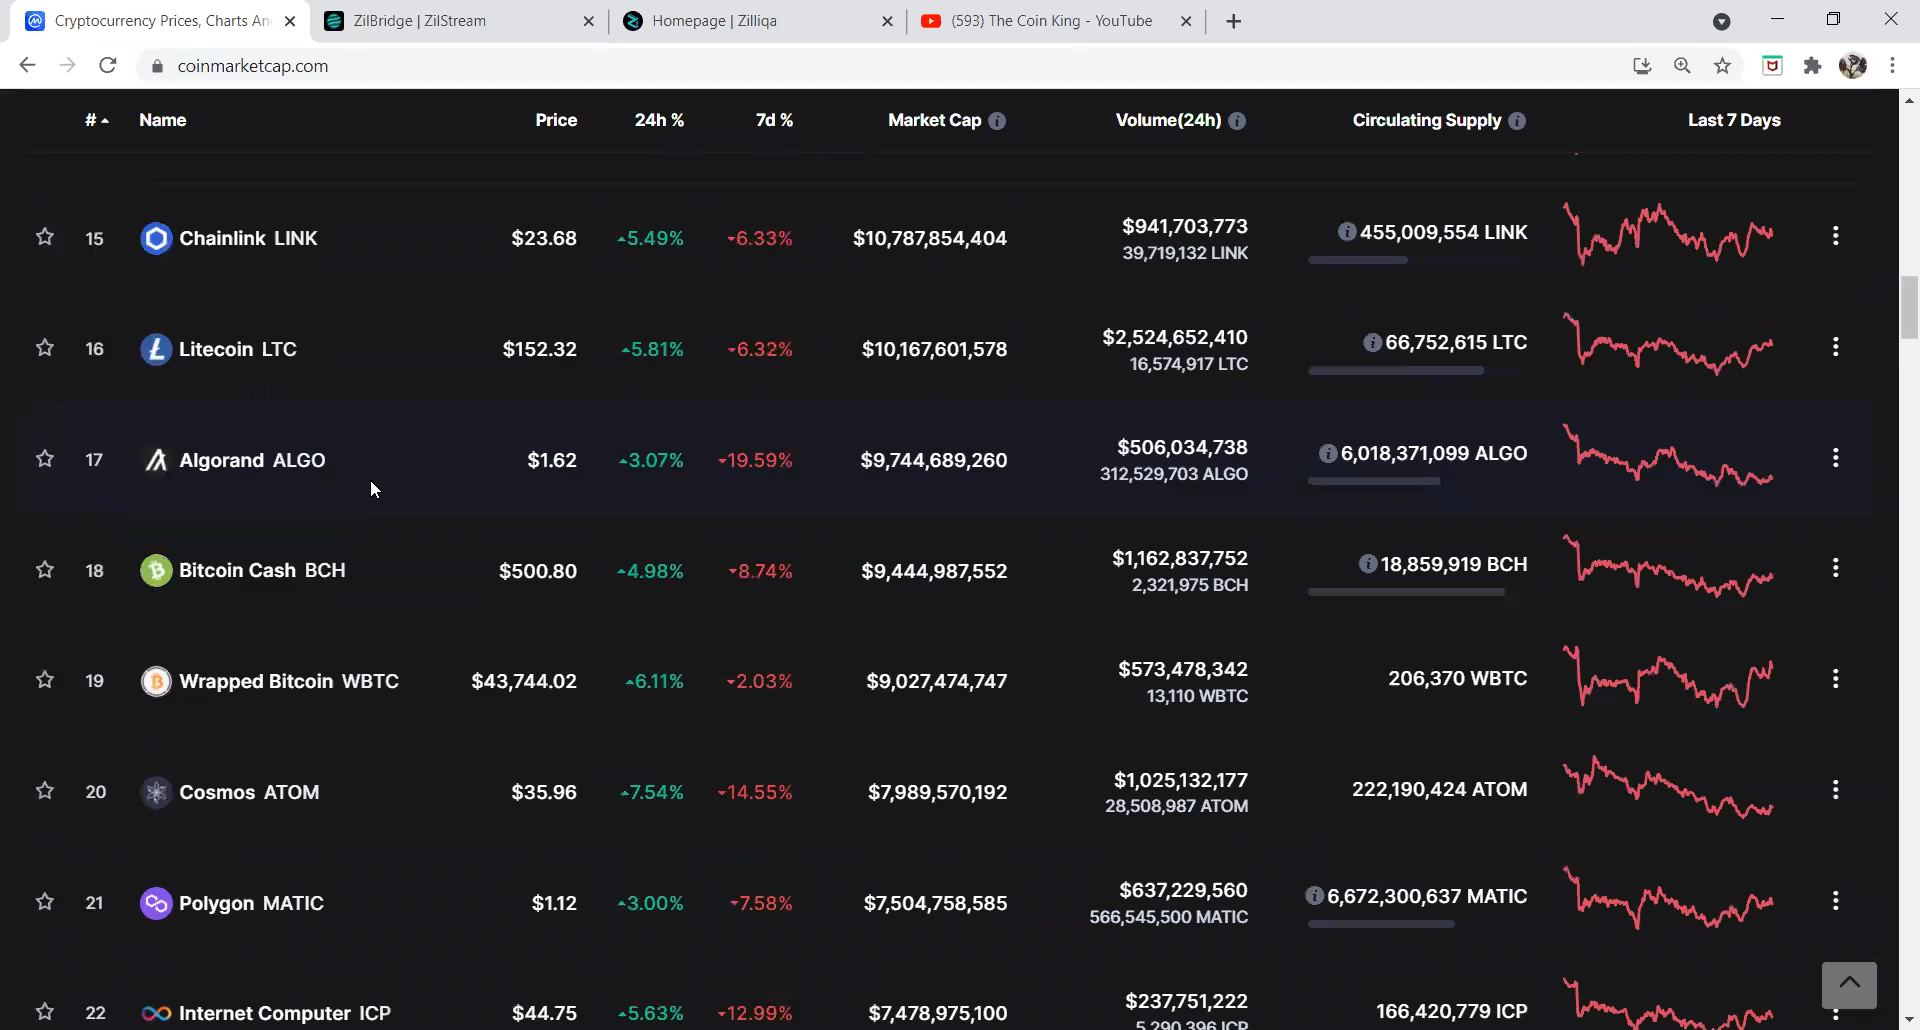 Cryptocurrency Prices, Charts An
ZilBridge | ZilStream
Homepage | Zilliqa
(593) The Coin King - YouTube
coinmarketcap.com
# Name Price 24h % 7d % Market Cap Volume(24h) Circulating Supply Last 7 Days
15 Chainlink LINK $23.68 5.49% 6.33% $10,787,854,404 $941,703,773 455,009,554 LINK
39,719,132 LINK
16 Litecoin LTC $152.32 5.81% 6.32% $10,167,601,578 $2,524,652,410 66,752,615 LTC
16,574,917 LTC
17 Algorand ALGO $1.62 3.07% 19.59% $9,744,689,260 $506,034,738 6,018,371,099 ALGO
312,529,703 ALGO
18 Bitcoin Cash BCH $500.80 4.98% 8.74% $9,444,987,552 $1,162,837,752 18,859,919 BCH
2,321,975 BCH
19 Wrapped Bitcoin WBTC $43,744.02 6.11% 2.03% $9,027,474,747 $573,478,342 206,370 WBTC
13,110 WBTC
20 Cosmos ATOM $35.96 7.54% 14.55% $7,989,570,192 $1,025,132,177 222,190,424 ATOM
28,508,987 ATOM
21 Polygon MATIC $1.12 3.00% 7.58% $7,504,758,585 $637,229,560 6,672,300,637 MATIC
566,545,500 MATIC
22 Internet Computer ICP $44.75 5.63% 12.99% $7,478,975,100 $237,751,222 166,420,779 ICP
5,290,396 ICP